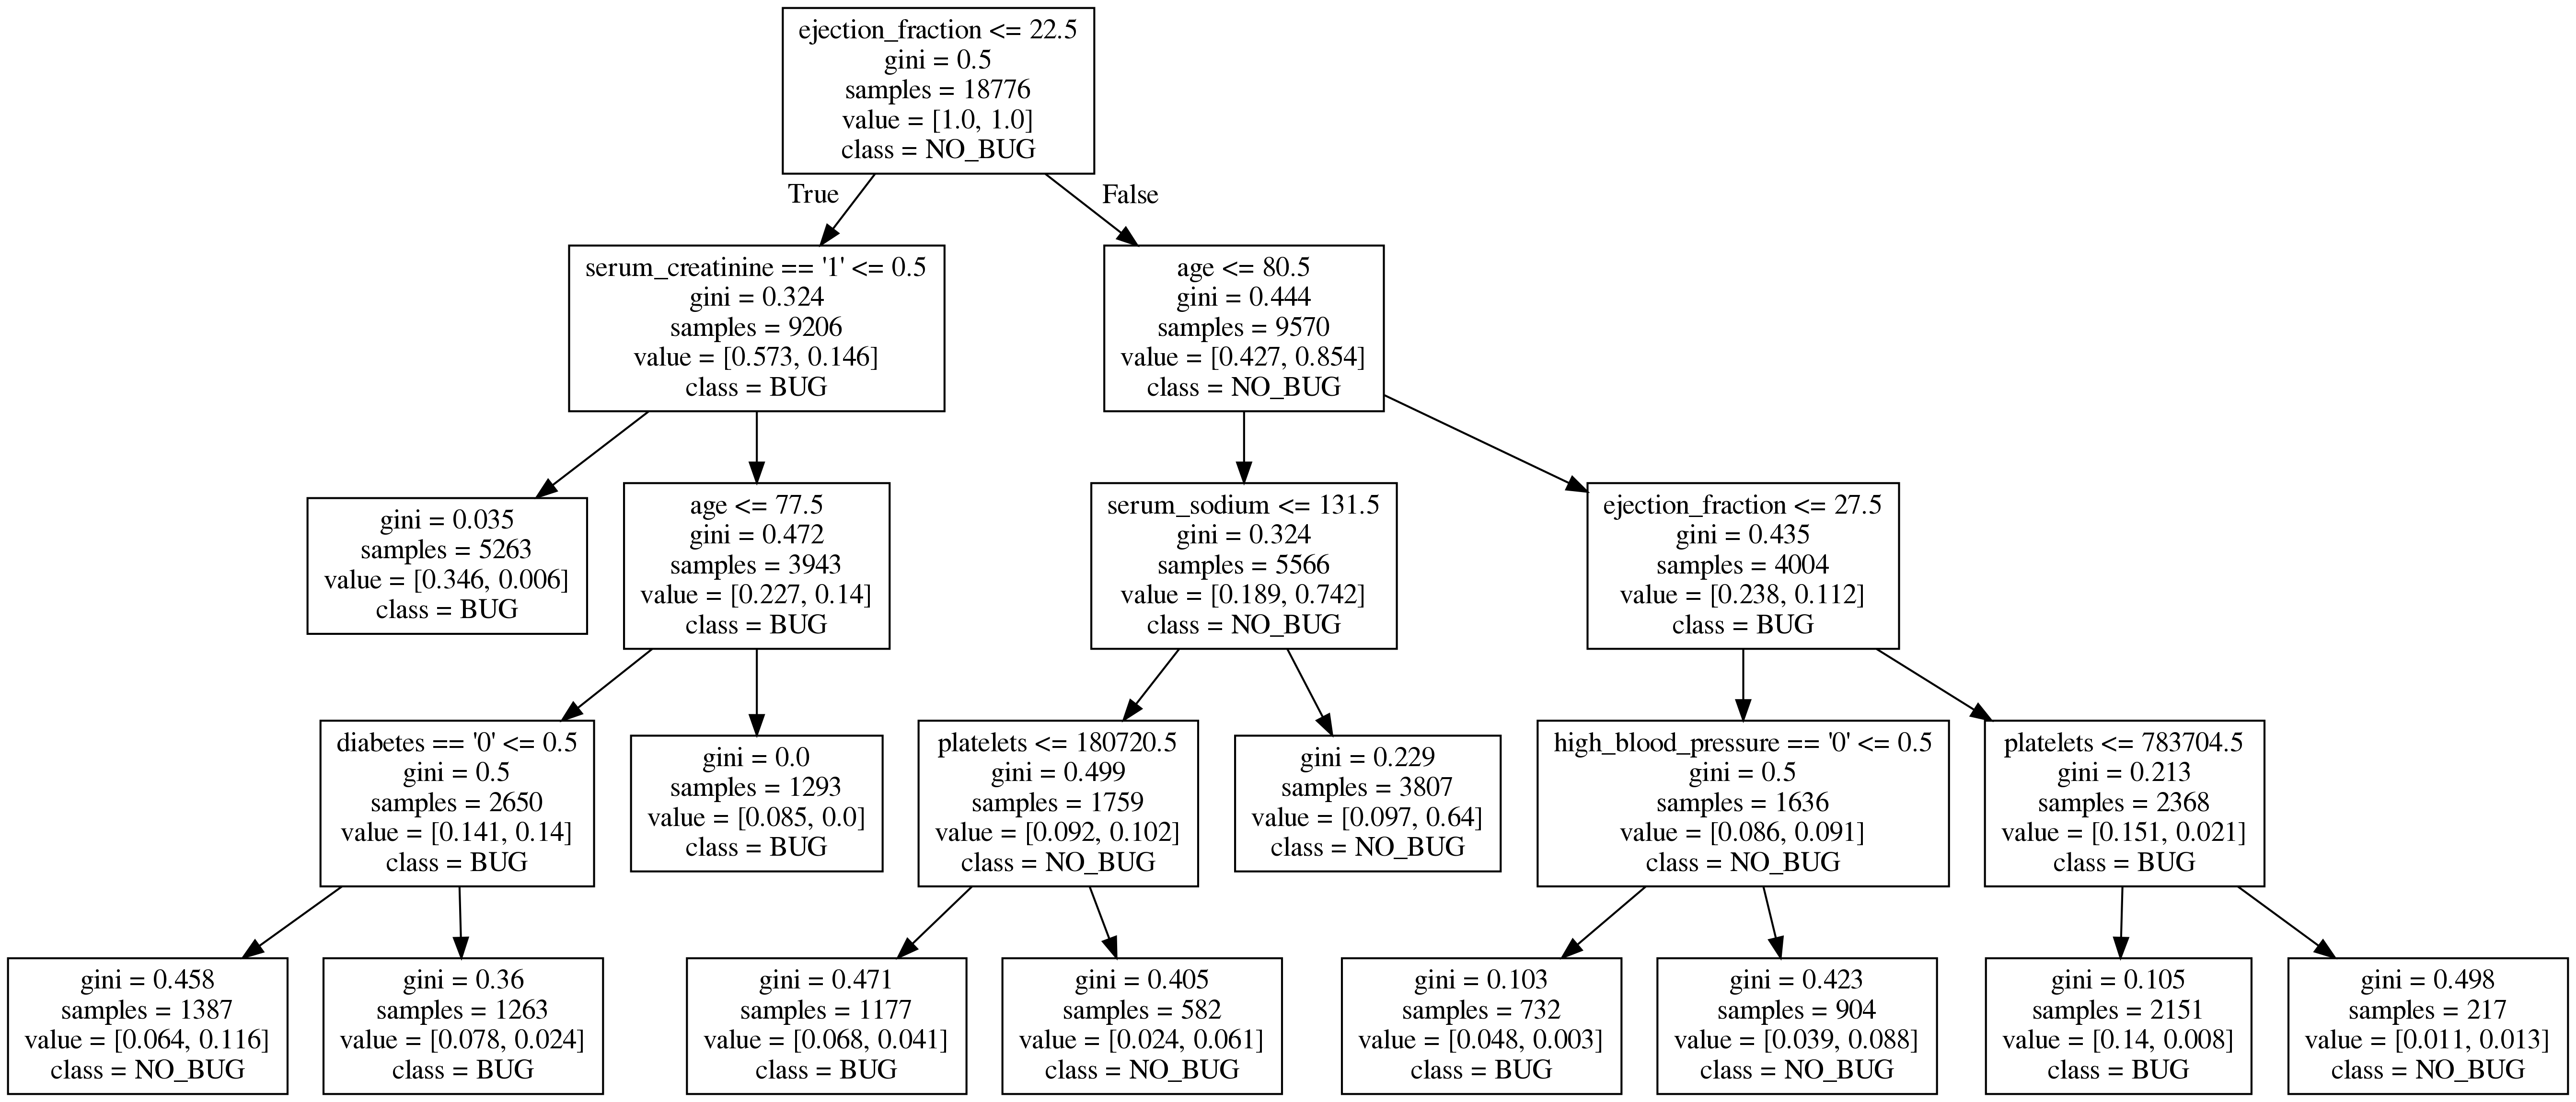 ejection_fraction <= 22.5
gini = 0.5
samples = 18776
value = [1.0, 1.0]
class = NO_BUG
True
False
serum_creatinine == '1' <= 0.5
gini = 0.324
samples = 9206
value = [0.573, 0.146]
class = BUG
age <= 80.5
gini = 0.444
samples = 9570
value = [0.427, 0.854]
class = NO_BUG
gini = 0.035
samples = 5263
value = [0.346, 0.006]
class = BUG
age <= 77.5
gini = 0.472
samples = 3943
value = [0.227, 0.14]
class = BUG
serum_sodium <= 131.5
gini = 0.324
samples = 5566
value = [0.189, 0.742]
class = NO_BUG
ejection_fraction <= 27.5
gini = 0.435
samples = 4004
value = [0.238, 0.112]
class = BUG
diabetes == '0' <= 0.5
gini = 0.5
samples = 2650
value = [0.141, 0.14]
class = BUG
gini = 0.0
samples = 1293
value = [0.085, 0.0]
class = BUG
platelets <= 180720.5
gini = 0.499
samples = 1759
value = [0.092, 0.102]
class = NO_BUG
gini = 0.229
samples = 3807
value = [0.097, 0.64]
class = NO_BUG
high_blood_pressure == '0' <= 0.5
gini = 0.5
samples = 1636
value = [0.086, 0.091]
class = NO_BUG
platelets <= 783704.5
gini = 0.213
samples = 2368
value = [0.151, 0.021]
class = BUG
gini = 0.458
samples = 1387
value = [0.064, 0.116]
class = NO_BUG
gini = 0.36
samples = 1263
value = [0.078, 0.024]
class = BUG
gini = 0.471
samples = 1177
value = [0.068, 0.041]
class = BUG
gini = 0.405
samples = 582
value = [0.024, 0.061]
class = NO_BUG
gini = 0.103
samples = 732
value = [0.048, 0.003]
class = BUG
gini = 0.423
samples = 904
value = [0.039, 0.088]
class = NO_BUG
gini = 0.105
samples = 2151
value = [0.14, 0.008]
class = BUG
gini = 0.498
samples = 217
value = [0.011, 0.013]
class = NO_BUG